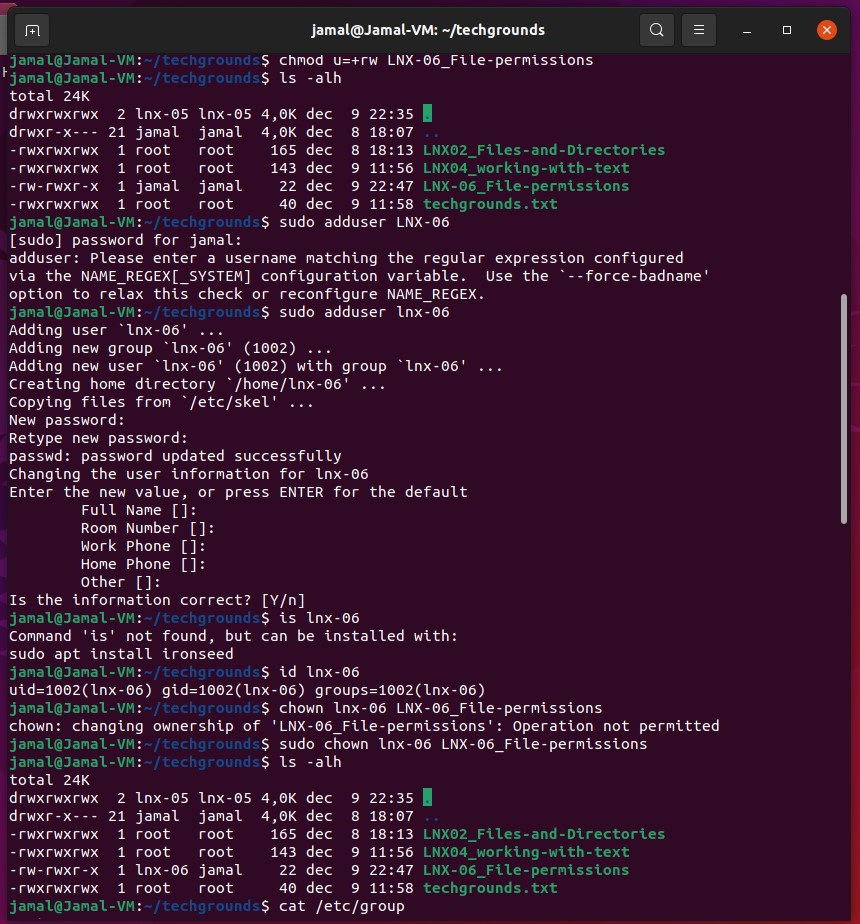 jamal@Jamal-VM: ~/techgrounds
jamal@Jamal-VM:~/techgrounds$ chmod u=+rw LNX-06_File-permissions
jamal@Jamal-VM:~/techgrounds$ ls -alh
total 24K
drwxrwxrwx  2 lnx-05 lnx-05 4,0K dec  9 22:35 .
drwxr-x--- 21 jamal  jamal  4,0K dec  8 18:07 ..
-rwxrwxrwx  1 root   root    165 dec  8 18:13 LNX02_Files-and-Directories
-rwxrwxrwx  1 root   root    143 dec  9 11:56 LNX04_working-with-text
-rw-rwxr-x  1 jamal  jamal    22 dec  9 22:47 LNX-06_File-permissions
-rwxrwxrwx  1 root   root     40 dec  9 11:58 techgrounds.txt
jamal@Jamal-VM:~/techgrounds$ sudo adduser LNX-06
[sudo] password for jamal:
adduser: Please enter a username matching the regular expression configured
via the NAME_REGEX[_SYSTEM] configuration variable.  Use the `--force-badname'
option to relax this check or reconfigure NAME_REGEX.
jamal@Jamal-VM:~/techgrounds$ sudo adduser lnx-06
Adding user `lnx-06' ...
Adding new group `lnx-06' (1002) ...
Adding new user `lnx-06' (1002) with group `lnx-06' ...
Creating home directory `/home/lnx-06' ...
Copying files from `/etc/skel' ...
New password:
Retype new password:
passwd: password updated successfully
Changing the user information for lnx-06
Enter the new value, or press ENTER for the default
        Full Name []:
        Room Number []:
        Work Phone []:
        Home Phone []:
        Other []:
Is the information correct? [Y/n]
jamal@Jamal-VM:~/techgrounds$ is lnx-06
Command 'is' not found, but can be installed with:
sudo apt install ironseed
jamal@Jamal-VM:~/techgrounds$ id lnx-06
uid=1002(lnx-06) gid=1002(lnx-06) groups=1002(lnx-06)
jamal@Jamal-VM:~/techgrounds$ chown lnx-06 LNX-06_File-permissions
chown: changing ownership of 'LNX-06_File-permissions': Operation not permitted
jamal@Jamal-VM:~/techgrounds$ sudo chown lnx-06 LNX-06_File-permissions
jamal@Jamal-VM:~/techgrounds$ ls -alh
total 24K
drwxrwxrwx  2 lnx-05 lnx-05 4,0K dec  9 22:35 .
drwxr-x--- 21 jamal  jamal  4,0K dec  8 18:07 ..
-rwxrwxrwx  1 root   root    165 dec  8 18:13 LNX02_Files-and-Directories
-rwxrwxrwx  1 root   root    143 dec  9 11:56 LNX04_working-with-text
-rw-rwxr-x  1 lnx-06 jamal    22 dec  9 22:47 LNX-06_File-permissions
-rwxrwxrwx  1 root   root     40 dec  9 11:58 techgrounds.txt
jamal@Jamal-VM:~/techgrounds$ cat /etc/group